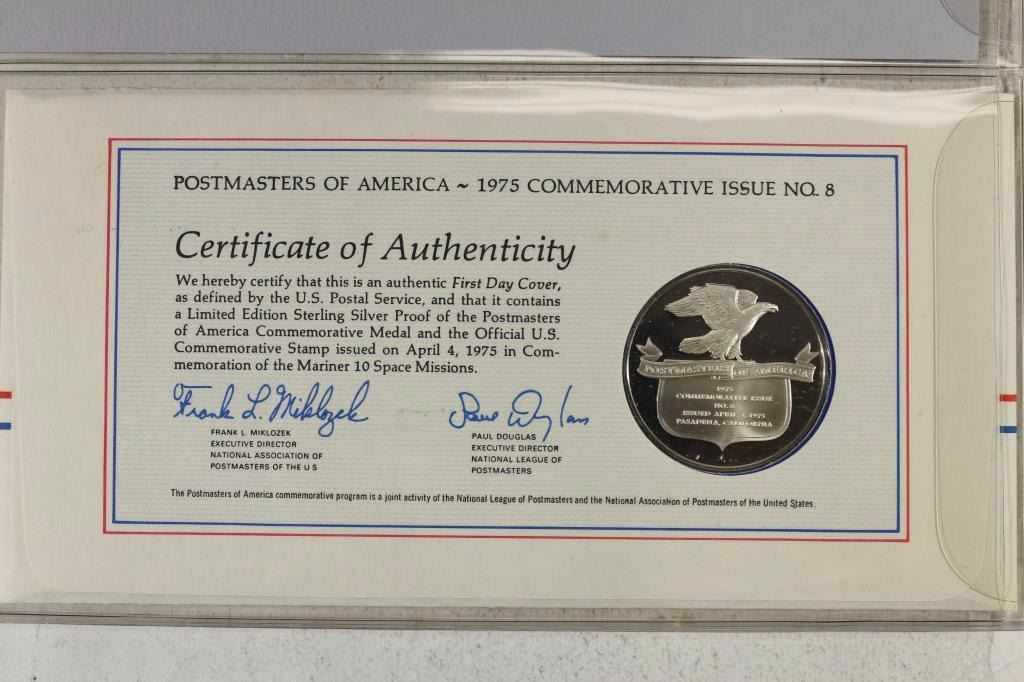 POSTMASTERS OF AMERICA ~ 1975 COMMEMORATIVE ISSUE NO. 8
Certificate of Authenticity
We hereby certify that this is an authentic First Day Cover,
as defined by the U.S. Postal Service, and that it contains
a Limited Edition Sterling Silver Proof of the Postmasters
of America Commemorative Medal and the Official U.S.
Commemorative Stamp issued on April 4, 1975 in Com-
memoration of the Mariner 10 Space Missions.
Frank L. Miklozek
FRANK L. MIKLOZEK
EXECUTIVE DIRECTOR
NATIONAL ASSOCIATION OF
POSTMASTERS OF THE U S
Paul Douglas
PAUL DOUGLAS
EXECUTIVE DIRECTOR
NATIONAL LEAGUE OF
POSTMASTERS
POSTMASTERS OF AMERICA
1975
COMMEMORATIVE ISSUE
NO. 8
ISSUED APRIL 4, 1975
PASADENA, CALIFORNIA
The Postmasters of America commemorative program is a joint activity of the National League of Postmasters and the National Association of Postmasters of the United States.